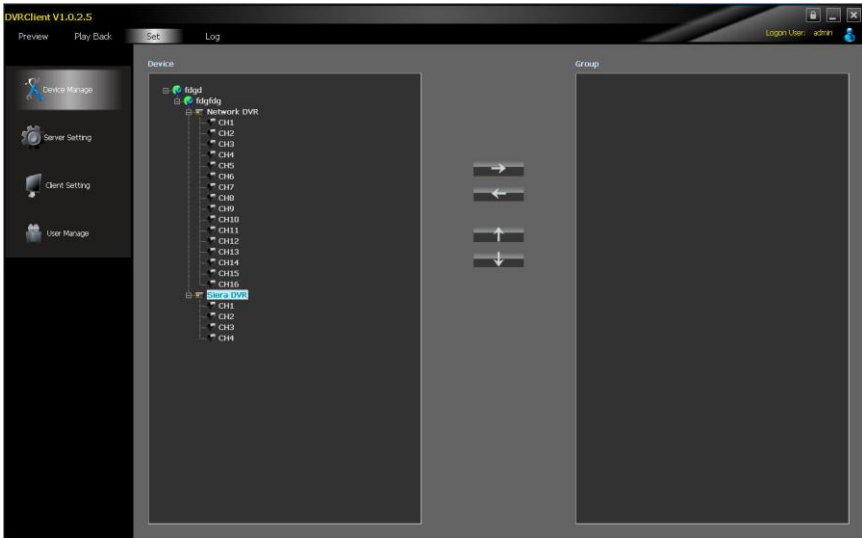 DVRClient V1.0.2.5
Preview Play Back Set Log
Logon User: admin
Device Manage
Server Setting
Client Setting
User Manage
Device
fdgd
fdgfdg
Network DVR
CH1
CH2
CH3
CH4
CH5
CH6
CH7
CH8
CH9
CH10
CH11
CH12
CH13
CH14
CH15
CH16
Siera DVR
CH1
CH2
CH3
CH4
Group